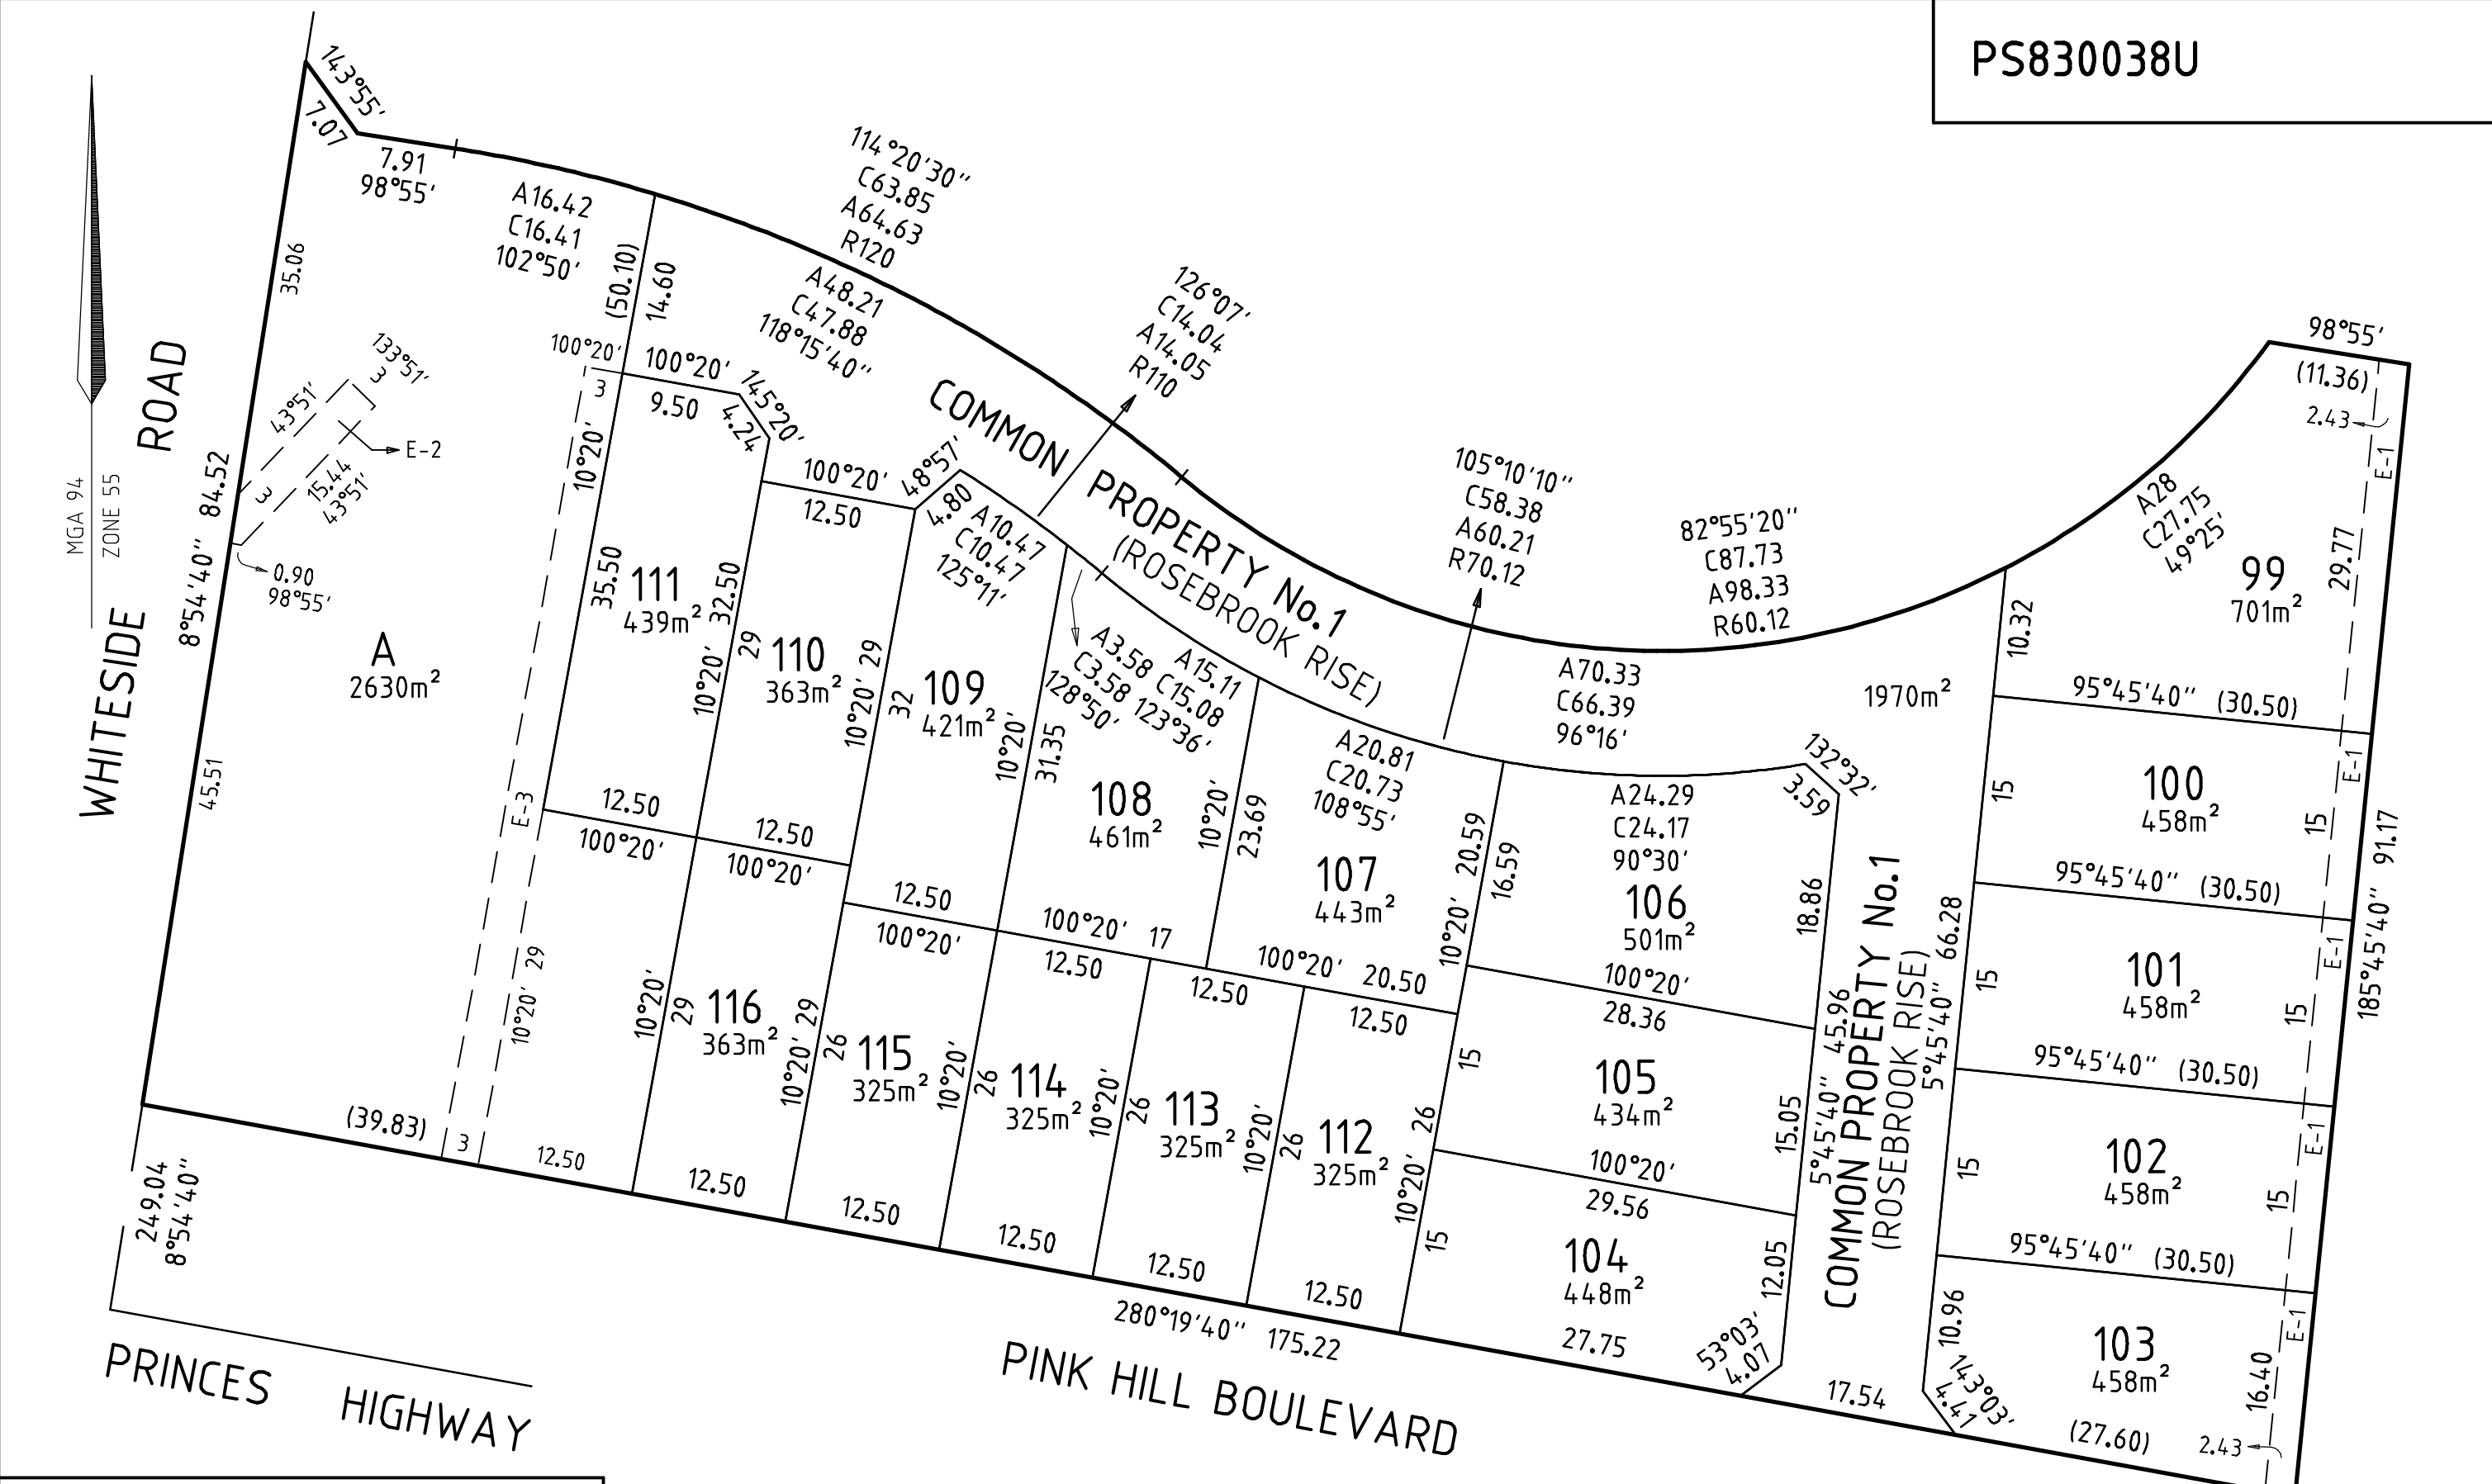 PS830038U
143°55'
7.07
7.91
98°55'
A16.42
C16.41
102°50'
114°20'30"
C63.85
A64.63
R120
A48.21
C47.88
118°15'40"
126°07'
C14.04
A14.05
R110
105°10'10"
C58.38
A60.21
R70.12
82°55'20"
C87.73
A98.33
R60.12
98°55'
(11.36)
2.43
E-1
A28
C27.75
49°25'
99
701m²
29.77
35.06
(50.10)
14.60
100°20'
3
100°20'
9.50
145°20'
4.24
100°20'
12.50
48°57'
4.80
A10.47
C10.47
125°11'
COMMON PROPERTY No.1
(ROSEBROOK RISE)
A3.58
C3.58
128°50'
A15.11
C15.08
123°36'
A20.81
C20.73
108°55'
A70.33
C66.39
96°16'
1970m²
10.32
132°32'
3.59
A24.29
C24.17
90°30'
MGA 94
ZONE 55
WHITESIDE ROAD
8°54'40" 84.52
45.51
43°51'
133°51'
3
E-2
3
15.44
43°51'
0.90
98°55'
A
2630m²
10°20'
E-3
10°20' 29
35.50
111
439m²
10°20' 32.50
29
12.50
100°20'
110
363m²
10°20' 29
32
12.50
100°20'
109
421m²
10°20'
31.35
12.50
100°20'
108
461m²
10°20'
23.69
100°20' 17
107
443m²
10°20' 20.59
16.59
100°20' 20.50
106
501m²
18.86
100°20'
28.36
15
105
434m²
15.05
100°20'
29.56
15
104
448m²
12.05
53°03'
4.07
27.75
5°45'40" 45.96
COMMON PROPERTY No.1
(ROSEBROOK RISE)
5°45'40" 66.28
95°45'40" (30.50)
E-1
15
100
458m²
15
185°45'40" 91.17
95°45'40" (30.50)
E-1
15
101
458m²
15
95°45'40" (30.50)
E-1
15
102
458m²
15
95°45'40" (30.50)
E-1
10.96
103
458m²
16.40
143°03'
4.41
(27.60)
2.43
17.54
10°20'
29
116
363m²
10°20' 29
26
115
325m²
10°20'
26
12.50
114
325m²
10°20'
26
12.50
113
325m²
10°20'
26
12.50
112
325m²
10°20' 26
(39.83)
3
12.50
12.50
12.50
12.50
12.50
12.50
280°19'40" 175.22
249.04
8°54'40"
PRINCES HIGHWAY
PINK HILL BOULEVARD